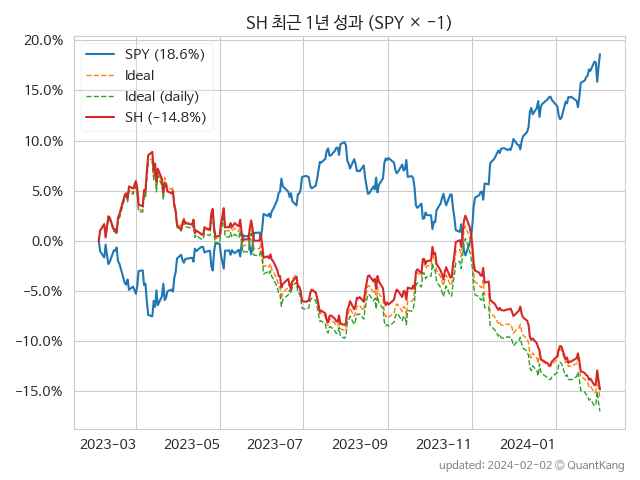 SH 최근 1년 성과 (SPY × −1)
20.0%
15.0%
10.0%
5.0%
0.0%
−5.0%
−10.0%
−15.0%
SPY (18.6%)
Ideal
Ideal (daily)
SH (−14.8%)
2023-03 2023-05 2023-07 2023-09 2023-11 2024-01
updated: 2024-02-02 © QuantKang